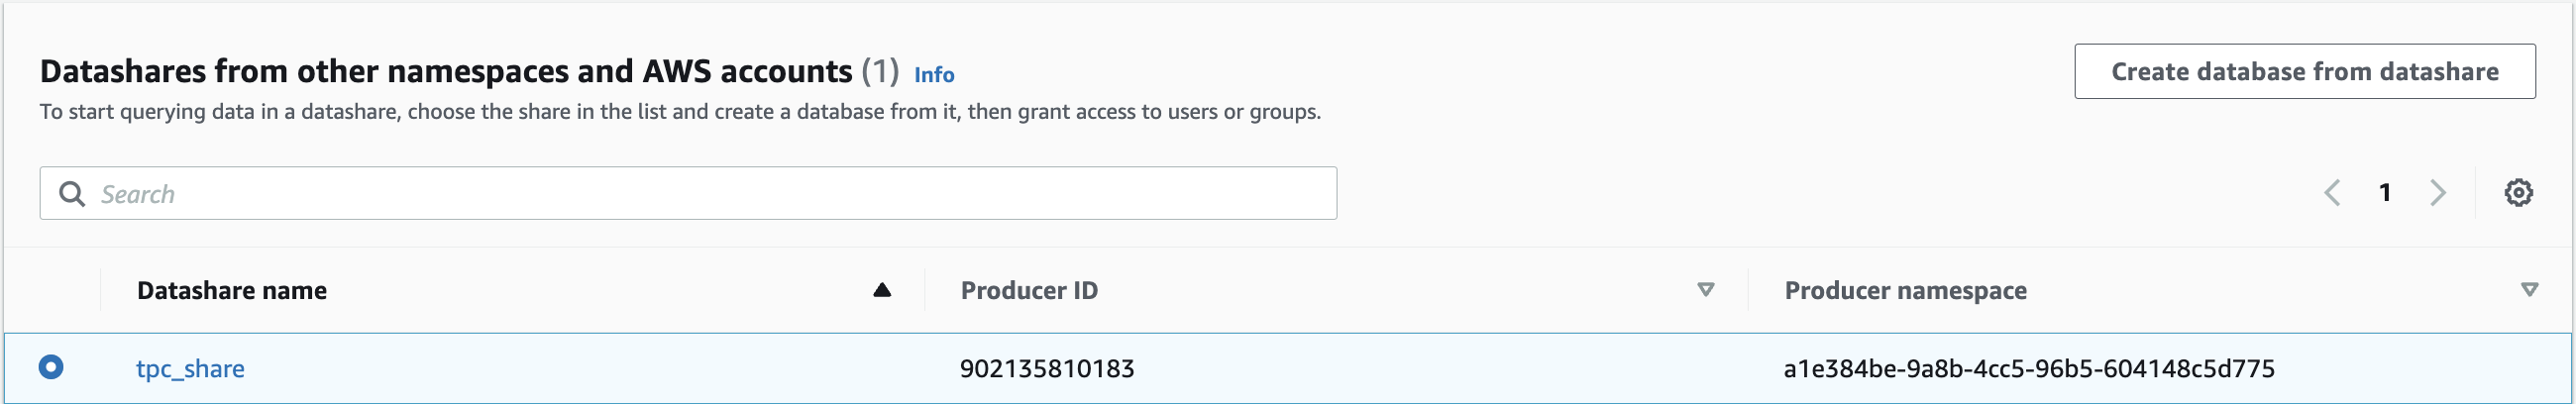 Datashares from other namespaces and AWS accounts (1) Info
Create database from datashare
To start querying data in a datashare, choose the share in the list and create a database from it, then grant access to users or groups.
Search
1
Datashare name Producer ID Producer namespace
tpc_share 902135810183 a1e384be-9a8b-4cc5-96b5-604148c5d775